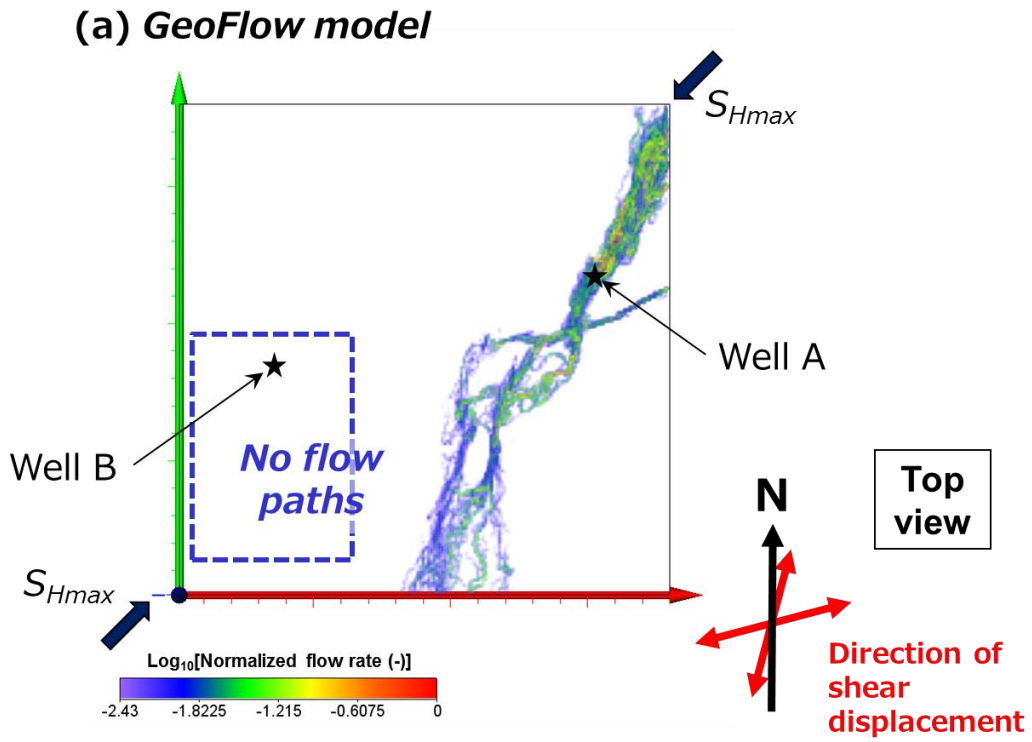 (a) GeoFlow model
SHmax
Well A
Well B
No flow
paths
SHmax
N
Top
view
Log10[Normalized flow rate (-)]
-2.43 -1.8225 -1.215 -0.6075 0
Direction of
shear
displacement